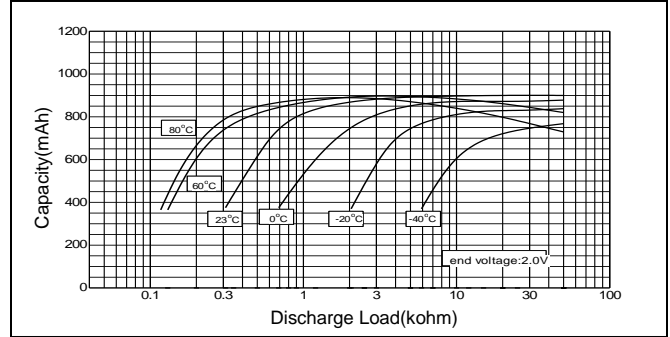 Capacity(mAh)
1200
1000
800
600
400
200
0
80°C
60°C
23°C
0°C
-20°C
-40°C
end voltage:2.0V
0.1
0.3
1
3
10
30
100
Discharge Load(kohm)